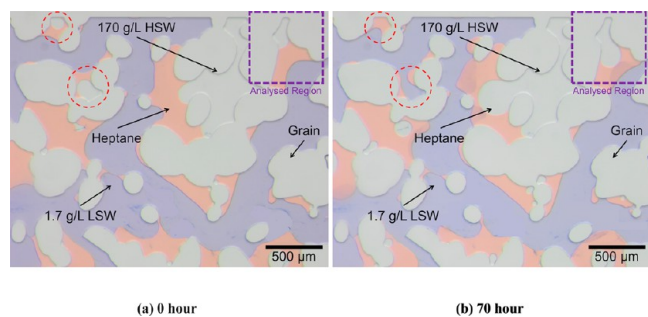 170 g/L HSW
Analysed Region
Heptane
Grain
1.7 g/L LSW
500 µm
170 g/L HSW
Analysed Region
Heptane
Grain
1.7 g/L LSW
500 µm
(a) 0 hour
(b) 70 hour